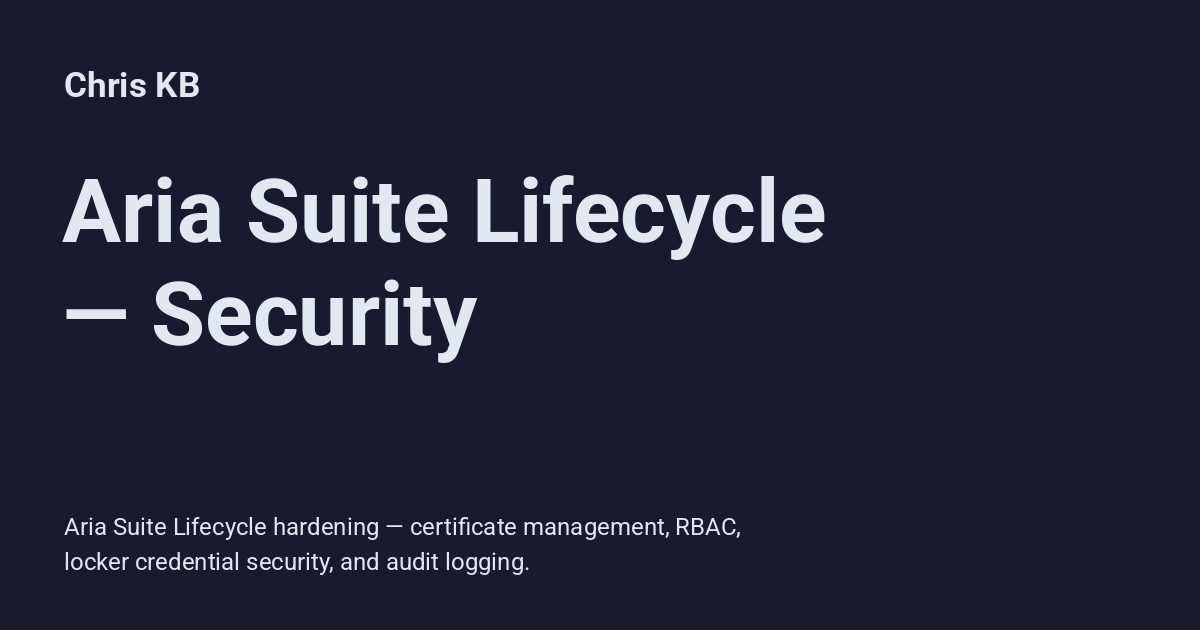 Chris KB
Aria Suite Lifecycle
— Security
Aria Suite Lifecycle hardening — certificate management, RBAC,
locker credential security, and audit logging.